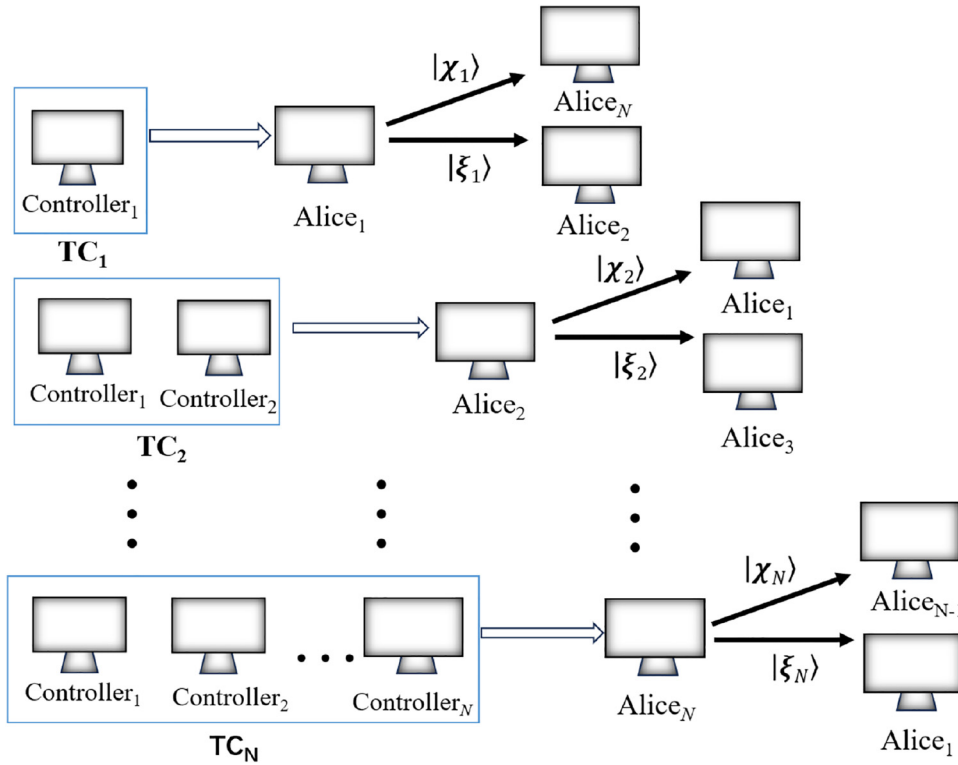 |χ₁⟩
Alice_N
|ξ₁⟩
Controller₁
Alice₁
Alice₂
TC₁
|χ₂⟩
Alice₁
|ξ₂⟩
Controller₁ Controller₂
Alice₂
Alice₃
TC₂
|χ_N⟩
Alice_N-
|ξ_N⟩
Controller₁ Controller₂ Controller_N
Alice_N
Alice₁
TC_N